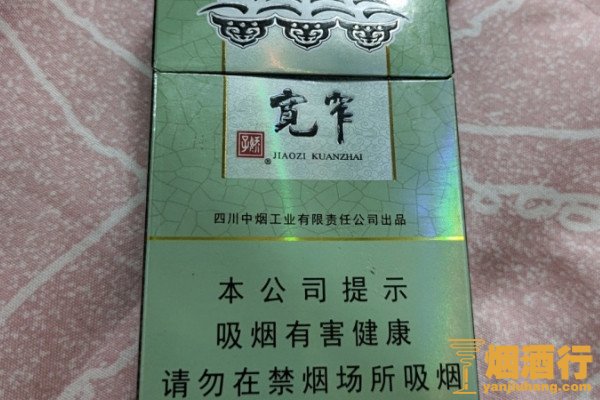 宽窄
娇子
® JIAOZI KUANZHAI
四川中烟工业有限责任公司出品
本公司提示
吸烟有害健康
请勿在禁烟场所吸烟
烟酒行
yanjiuhang.com